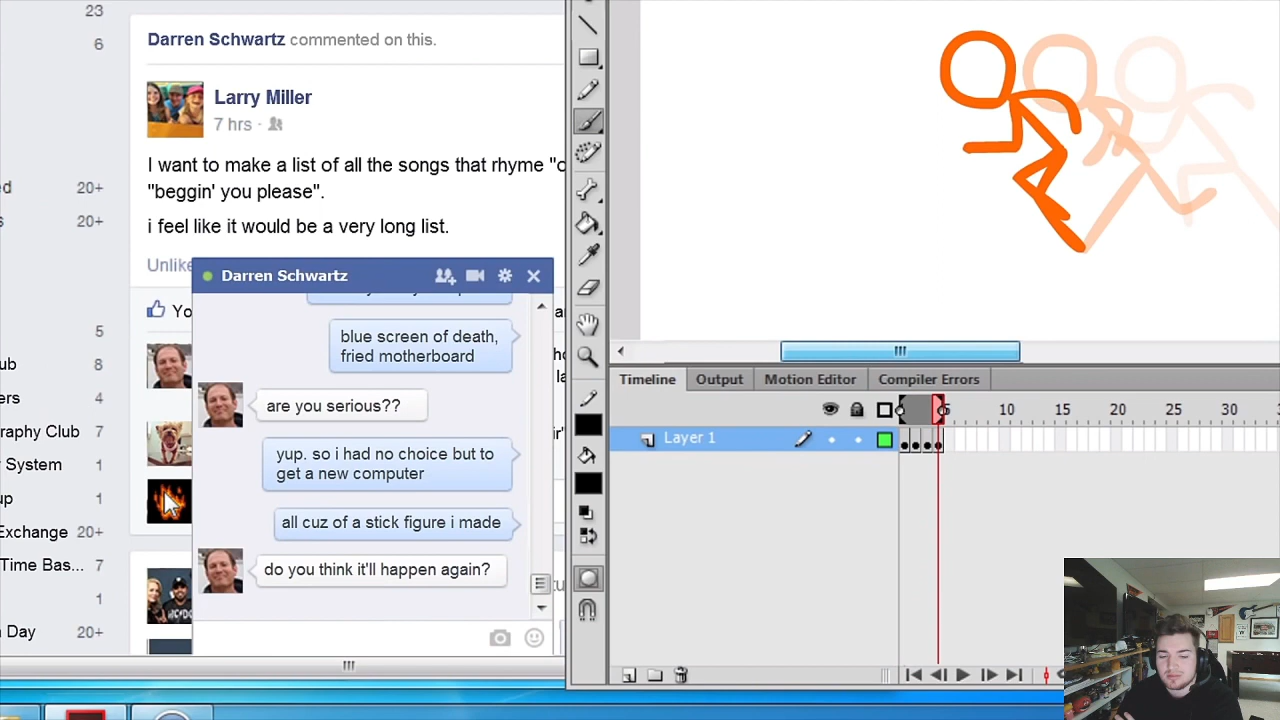 23
6
Darren Schwartz commented on this.
Larry Miller
7 hrs ·
I want to make a list of all the songs that rhyme
"beggin' you please".
i feel like it would be a very long list.
20+
20+
5
8
4
7
1
1
20+
7
1
20+
ers
raphy Club
System
Exchange
Time Bas...
Day
Darren Schwartz
blue screen of death,
fried motherboard
are you serious??
yup. so i had no choice but to
get a new computer
all cuz of a stick figure i made
do you think it'll happen again?
Timeline Output Motion Editor Compiler Errors
5 10 15 20 25 30
Layer 1